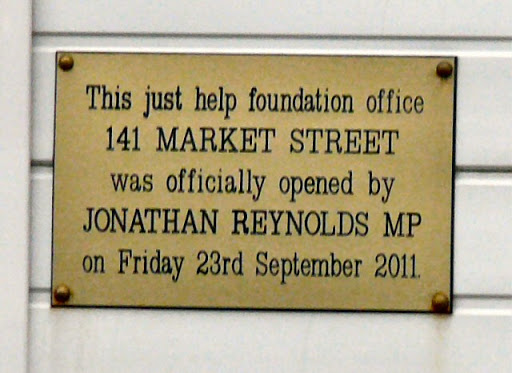 This just help foundation office
141 MARKET STREET
was officially opened by
JONATHAN REYNOLDS MP
on Friday 23rd September 2011.